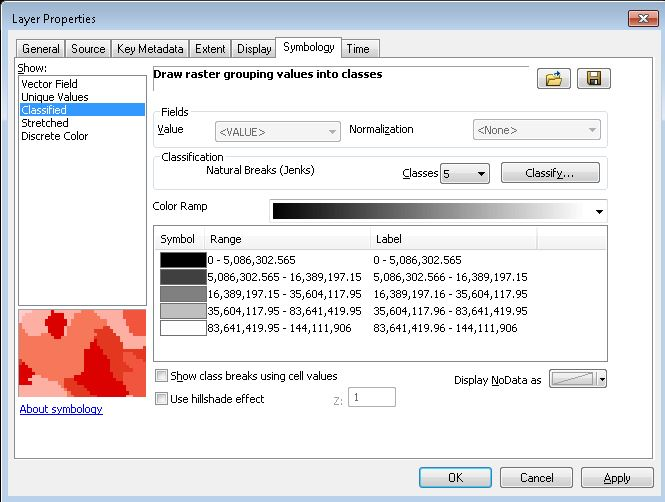 Layer Properties
General Source Key Metadata Extent Display Symbology Time
Show:
Vector Field
Unique Values
Classified
Stretched
Discrete Color
Draw raster grouping values into classes
Fields
Value <VALUE> Normalization <None>
Classification
Natural Breaks (Jenks) Classes 5 Classify...
Color Ramp
Symbol Range Label
0 - 5,086,302.565 0 - 5,086,302.565
5,086,302.565 - 16,389,197.15 5,086,302.566 - 16,389,197.15
16,389,197.15 - 35,604,117.95 16,389,197.16 - 35,604,117.95
35,604,117.95 - 83,641,419.95 35,604,117.96 - 83,641,419.95
83,641,419.95 - 144,111,906 83,641,419.96 - 144,111,906
Show class breaks using cell values Display NoData as
Use hillshade effect Z: 1
About symbology
OK Cancel Apply